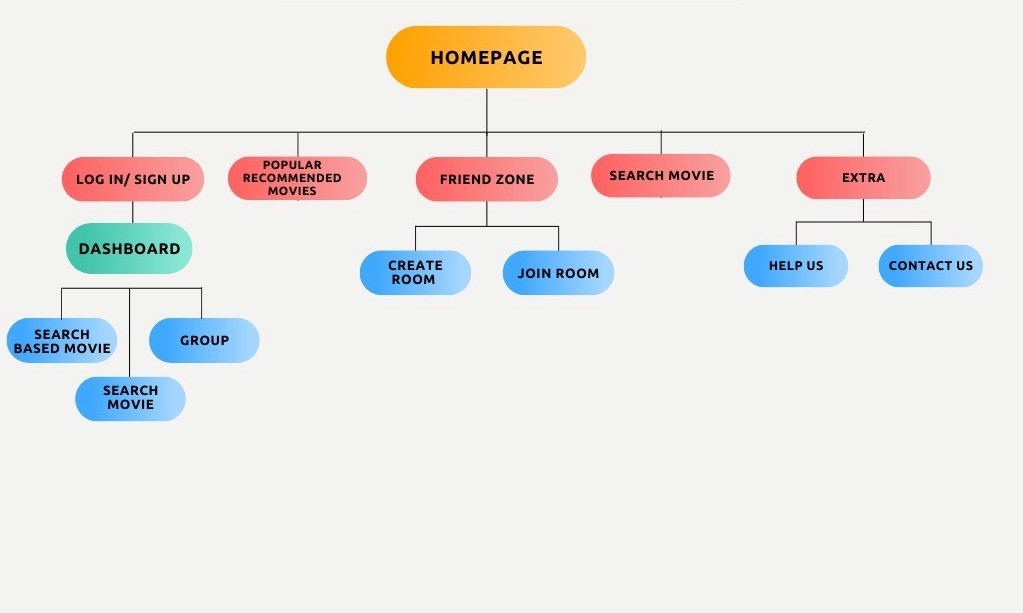 HOMEPAGE
LOG IN/ SIGN UP
POPULAR
RECOMMENDED
MOVIES
FRIEND ZONE
SEARCH MOVIE
EXTRA
DASHBOARD
CREATE
ROOM
JOIN ROOM
HELP US
CONTACT US
SEARCH
BASED MOVIE
GROUP
SEARCH
MOVIE